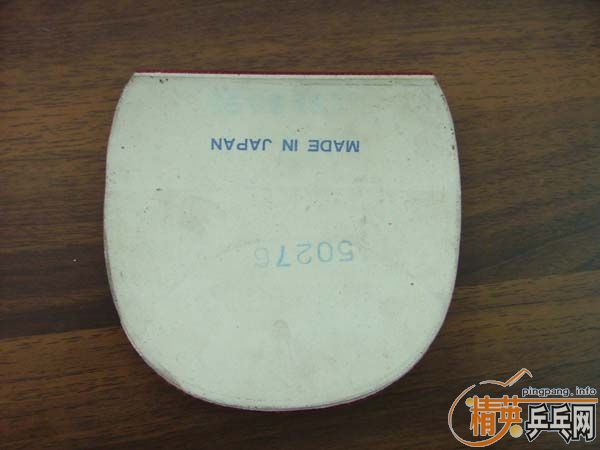 MADE IN JAPAN
50276
pingpang.info
精英乒乓网